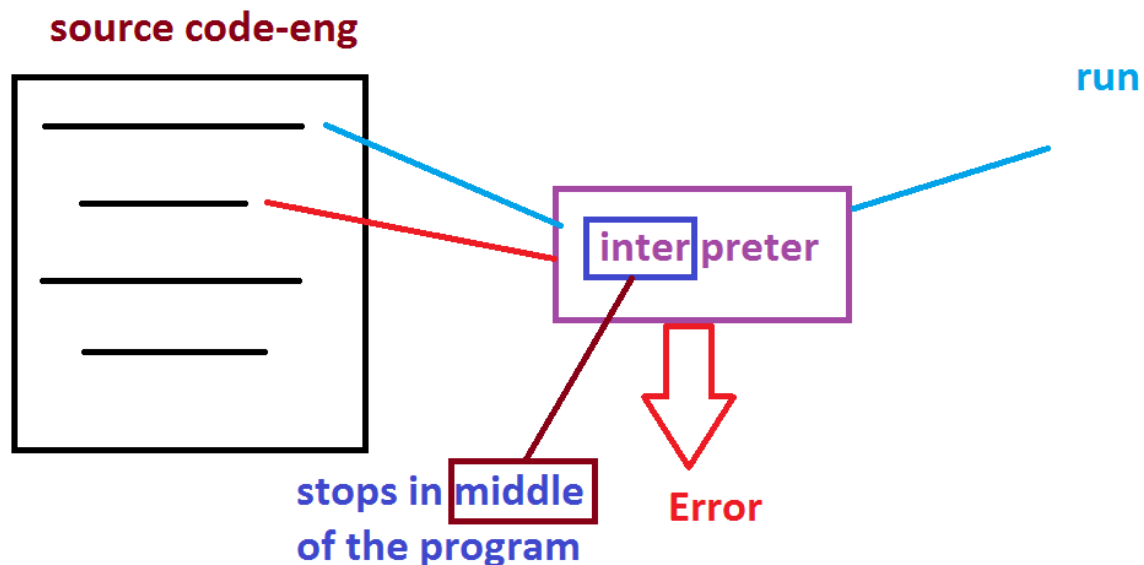 source code-eng
run
interpreter
stops in middle
of the program
Error